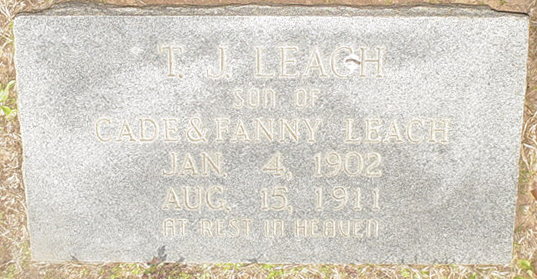 T. J. LEACH
SON OF
CADE & FANNY LEACH
JAN. 4, 1902
AUG. 15, 1911
AT REST IN HEAVEN